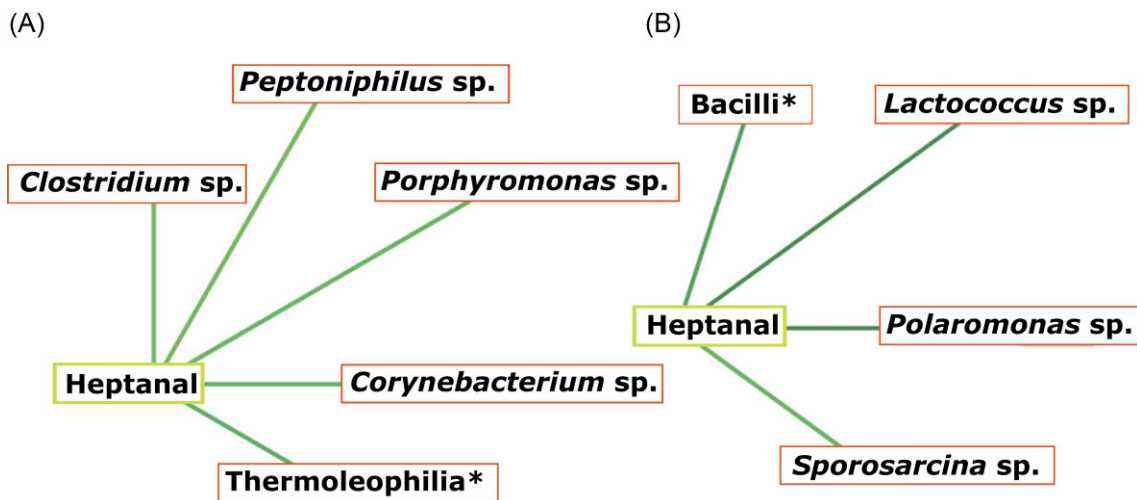 (A)
Peptoniphilus sp.
Clostridium sp.
Porphyromonas sp.
Heptanal
Corynebacterium sp.
Thermoleophilia*
(B)
Bacilli*
Lactococcus sp.
Heptanal
Polaromonas sp.
Sporosarcina sp.